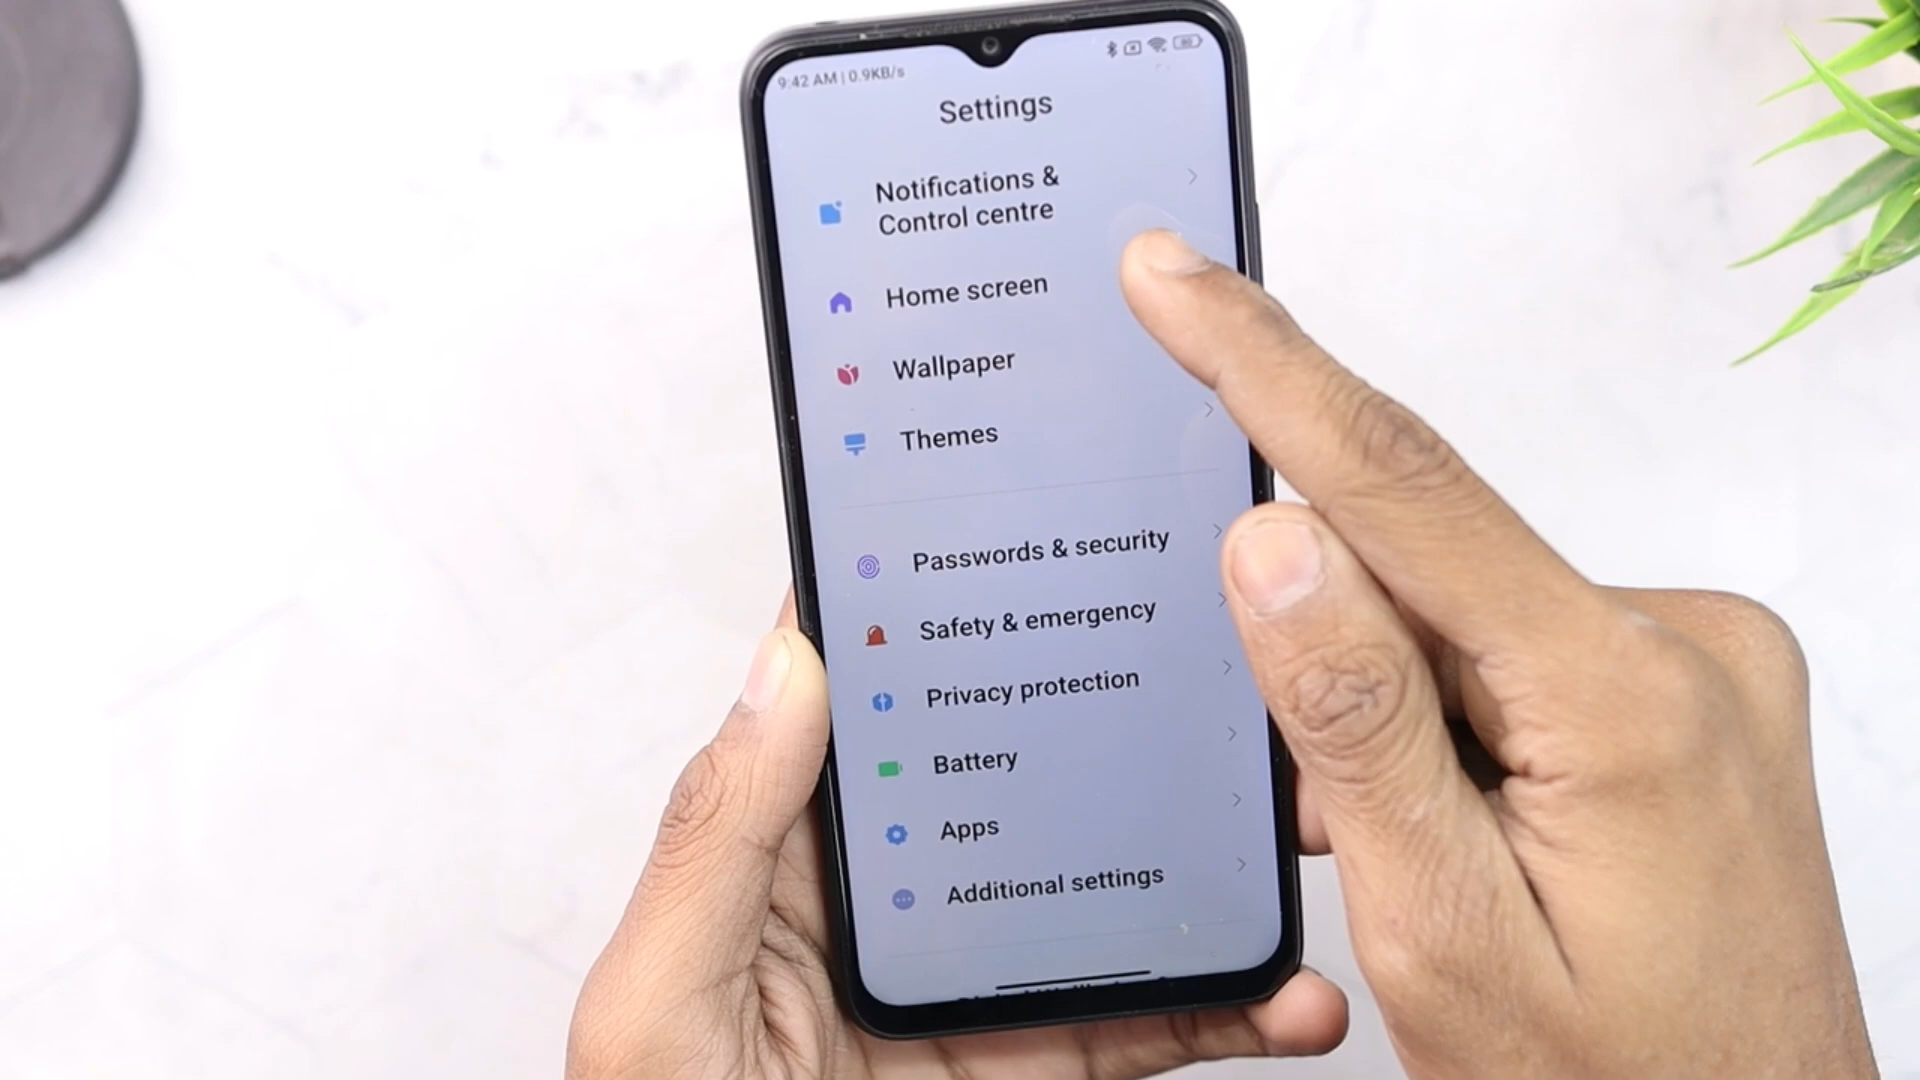 9:42 AM | 0.9KB/s
80
Settings
Notifications &
Control centre
Home screen
Wallpaper
Themes
Passwords & security
Safety & emergency
Privacy protection
Battery
Apps
Additional settings